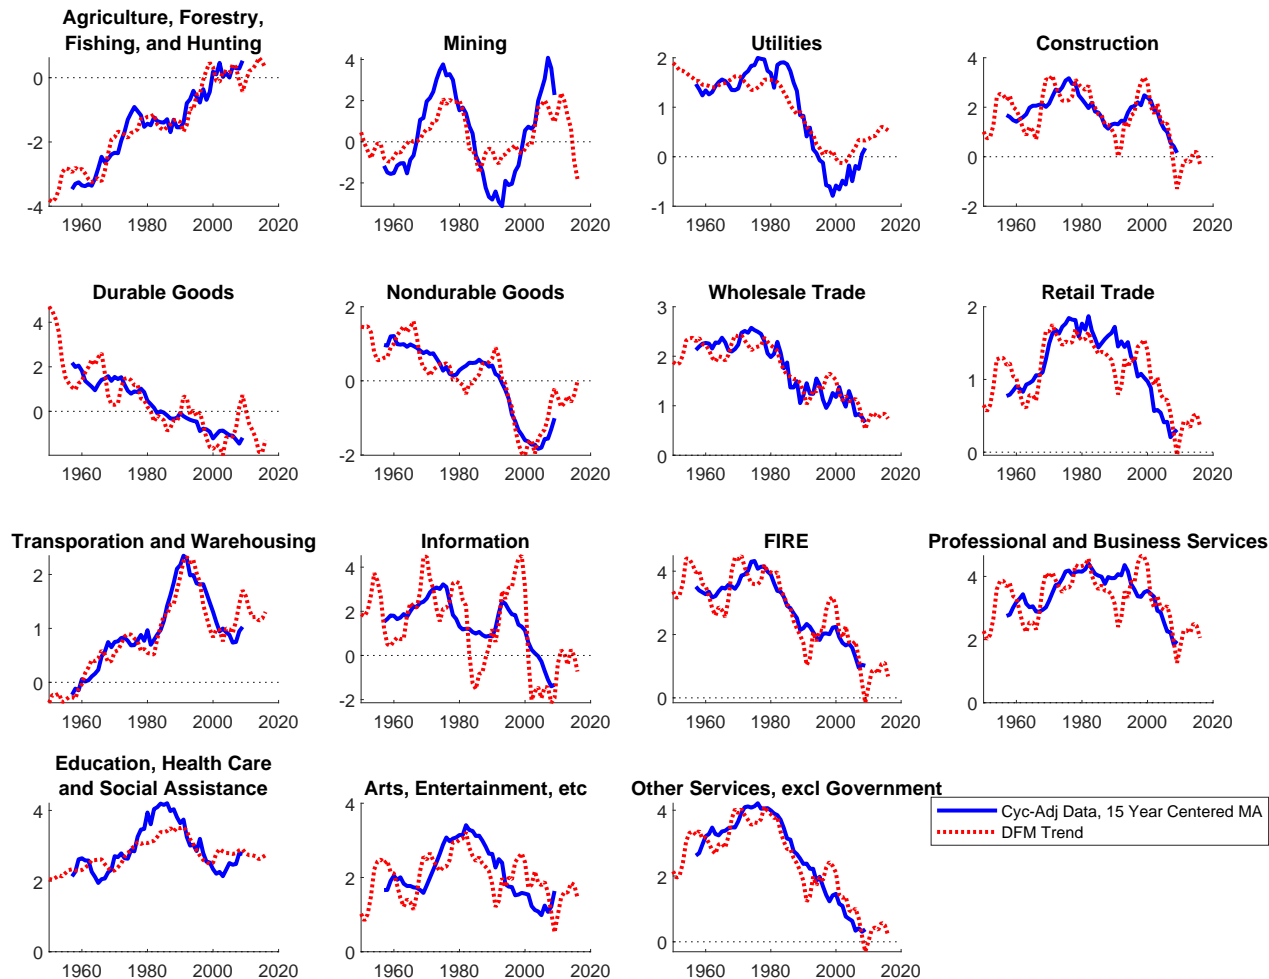 Agriculture, Forestry,
Fishing, and Hunting
Mining
Utilities
Construction
0
-2
-4
1960 1980 2000 2020
4
2
0
-2
1960 1980 2000 2020
2
1
0
-1
1960 1980 2000 2020
4
2
0
-2
1960 1980 2000 2020
Durable Goods
Nondurable Goods
Wholesale Trade
Retail Trade
4
2
0
1960 1980 2000 2020
2
0
-2
1960 1980 2000 2020
3
2
1
0
1960 1980 2000 2020
2
1
0
1960 1980 2000 2020
Transporation and Warehousing
Information
FIRE
Professional and Business Services
2
1
0
1960 1980 2000 2020
4
2
0
-2
1960 1980 2000 2020
4
2
0
1960 1980 2000 2020
4
2
0
1960 1980 2000 2020
Education, Health Care
and Social Assistance
Arts, Entertainment, etc
Other Services, excl Government
4
2
0
1960 1980 2000 2020
4
2
0
1960 1980 2000 2020
4
2
0
1960 1980 2000 2020
Cyc-Adj Data, 15 Year Centered MA
DFM Trend